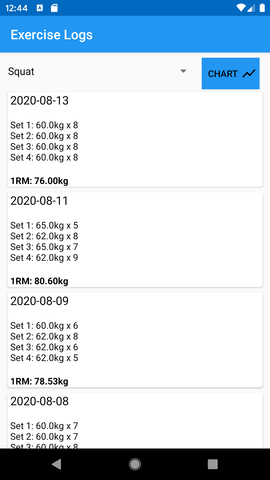 12:44
Exercise Logs
Squat
CHART
2020-08-13
Set 1: 60.0kg x 8
Set 2: 60.0kg x 8
Set 3: 60.0kg x 8
Set 4: 60.0kg x 8
1RM: 76.00kg
2020-08-11
Set 1: 65.0kg x 5
Set 2: 62.0kg x 8
Set 3: 65.0kg x 7
Set 4: 62.0kg x 9
1RM: 80.60kg
2020-08-09
Set 1: 60.0kg x 6
Set 2: 62.0kg x 8
Set 3: 62.0kg x 6
Set 4: 62.0kg x 5
1RM: 78.53kg
2020-08-08
Set 1: 60.0kg x 7
Set 2: 60.0kg x 7
Set 3: 60.0kg x 8